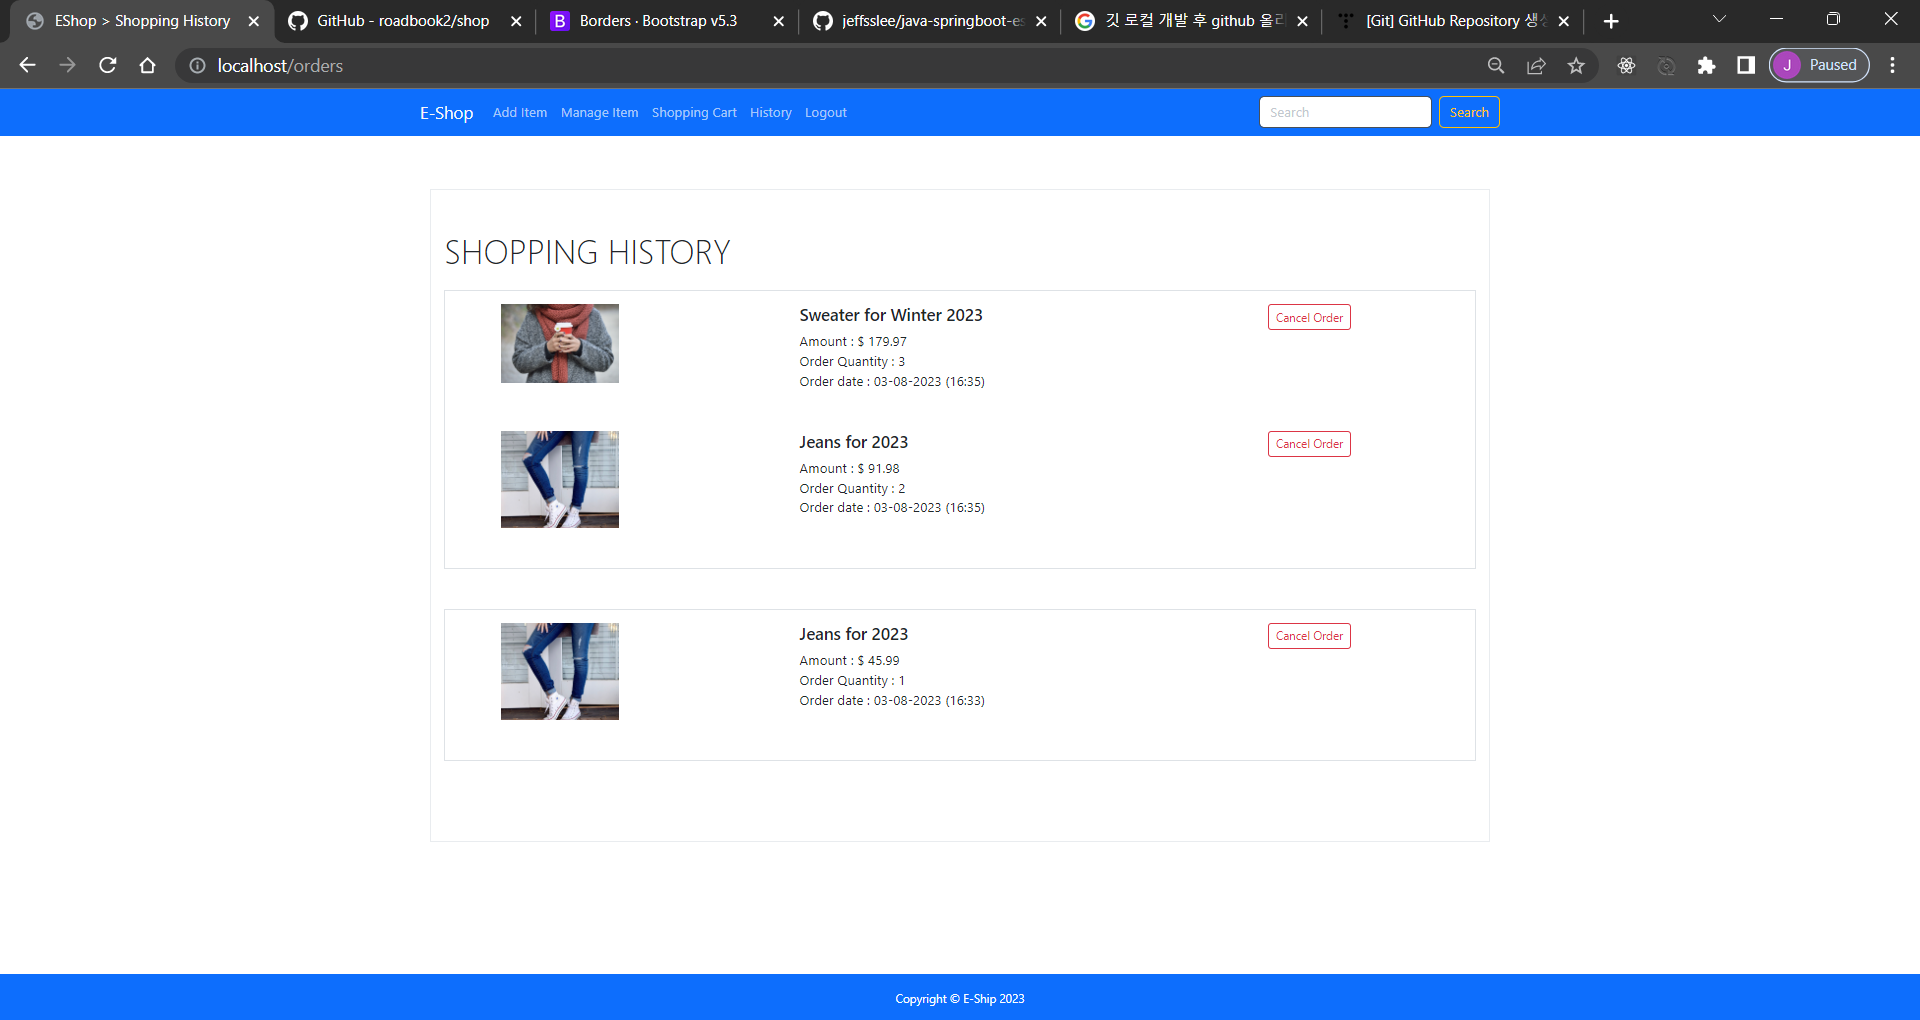 EShop > Shopping History
GitHub - roadbook2/shop
Borders · Bootstrap v5.3
jeffsslee/java-springboot-es
깃 로컬 개발 후 github 올리
[Git] GitHub Repository 생성
localhost/orders
J Paused
E-Shop Add Item Manage Item Shopping Cart History Logout Search Search
SHOPPING HISTORY
Sweater for Winter 2023
Cancel Order
Amount : $ 179.97
Order Quantity : 3
Order date : 03-08-2023 (16:35)
Jeans for 2023
Cancel Order
Amount : $ 91.98
Order Quantity : 2
Order date : 03-08-2023 (16:35)
Jeans for 2023
Cancel Order
Amount : $ 45.99
Order Quantity : 1
Order date : 03-08-2023 (16:33)
Copyright © E-Ship 2023